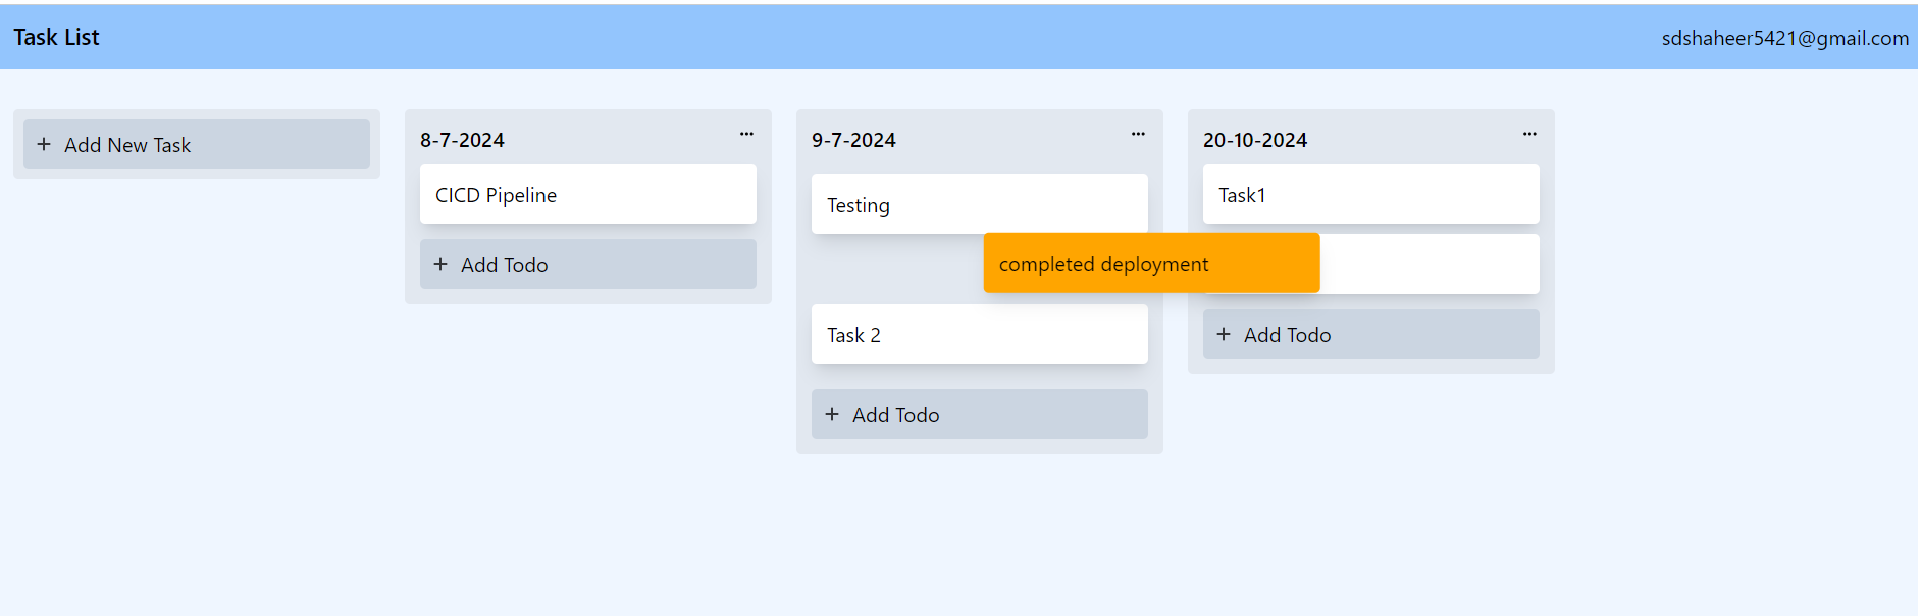 Task List
sdshaheer5421@gmail.com
+ Add New Task
8-7-2024
...
CICD Pipeline
+ Add Todo
9-7-2024
...
Testing
completed deployment
Task 2
+ Add Todo
20-10-2024
...
Task1
+ Add Todo